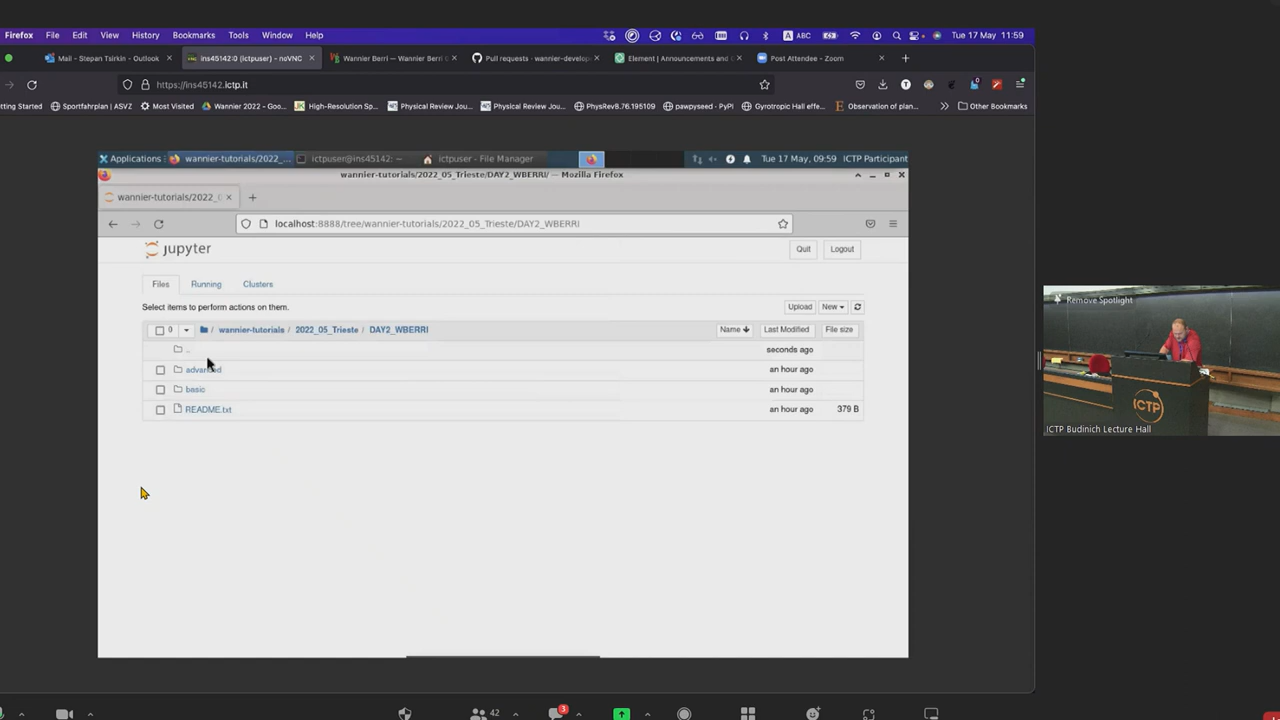 Firefox File Edit View History Bookmarks Tools Window Help ABC Tue 17 May 11:59
Mail - Stepan Tsirkin - Outlook ins45142:0 (ictpuser) - noVNC Wannier Berri — Wannier Berri Pull requests · wannier-develop Element | Announcements and Post Attendee - Zoom
https://ins45142.ictp.it
tting Started Sportfahrplan | ASVZ Most Visited Wannier 2022 - Goo... High-Resolution Sp... Physical Review Jou... Physical Review Jou... PhysRevB.76.195109 pawpyseed · PyPI Gyrotropic Hall effe... Observation of plan... Other Bookmarks
Applications wannier-tutorials/2022_... ictpuser@ins45142: ~ ictpuser - File Manager Tue 17 May, 09:59 ICTP Participant
wannier-tutorials/2022_05_Trieste/DAY2_WBERRI/ — Mozilla Firefox
wannier-tutorials/2022_0
localhost:8888/tree/wannier-tutorials/2022_05_Trieste/DAY2_WBERRI
jupyter Quit Logout
Files Running Clusters
Select items to perform actions on them. Upload New
0 / wannier-tutorials / 2022_05_Trieste / DAY2_WBERRI Name Last Modified File size
.. seconds ago
advanced an hour ago
basic an hour ago
README.txt an hour ago 379 B
Remove Spotlight
ICTP
ICTP Budinich Lecture Hall
42 3